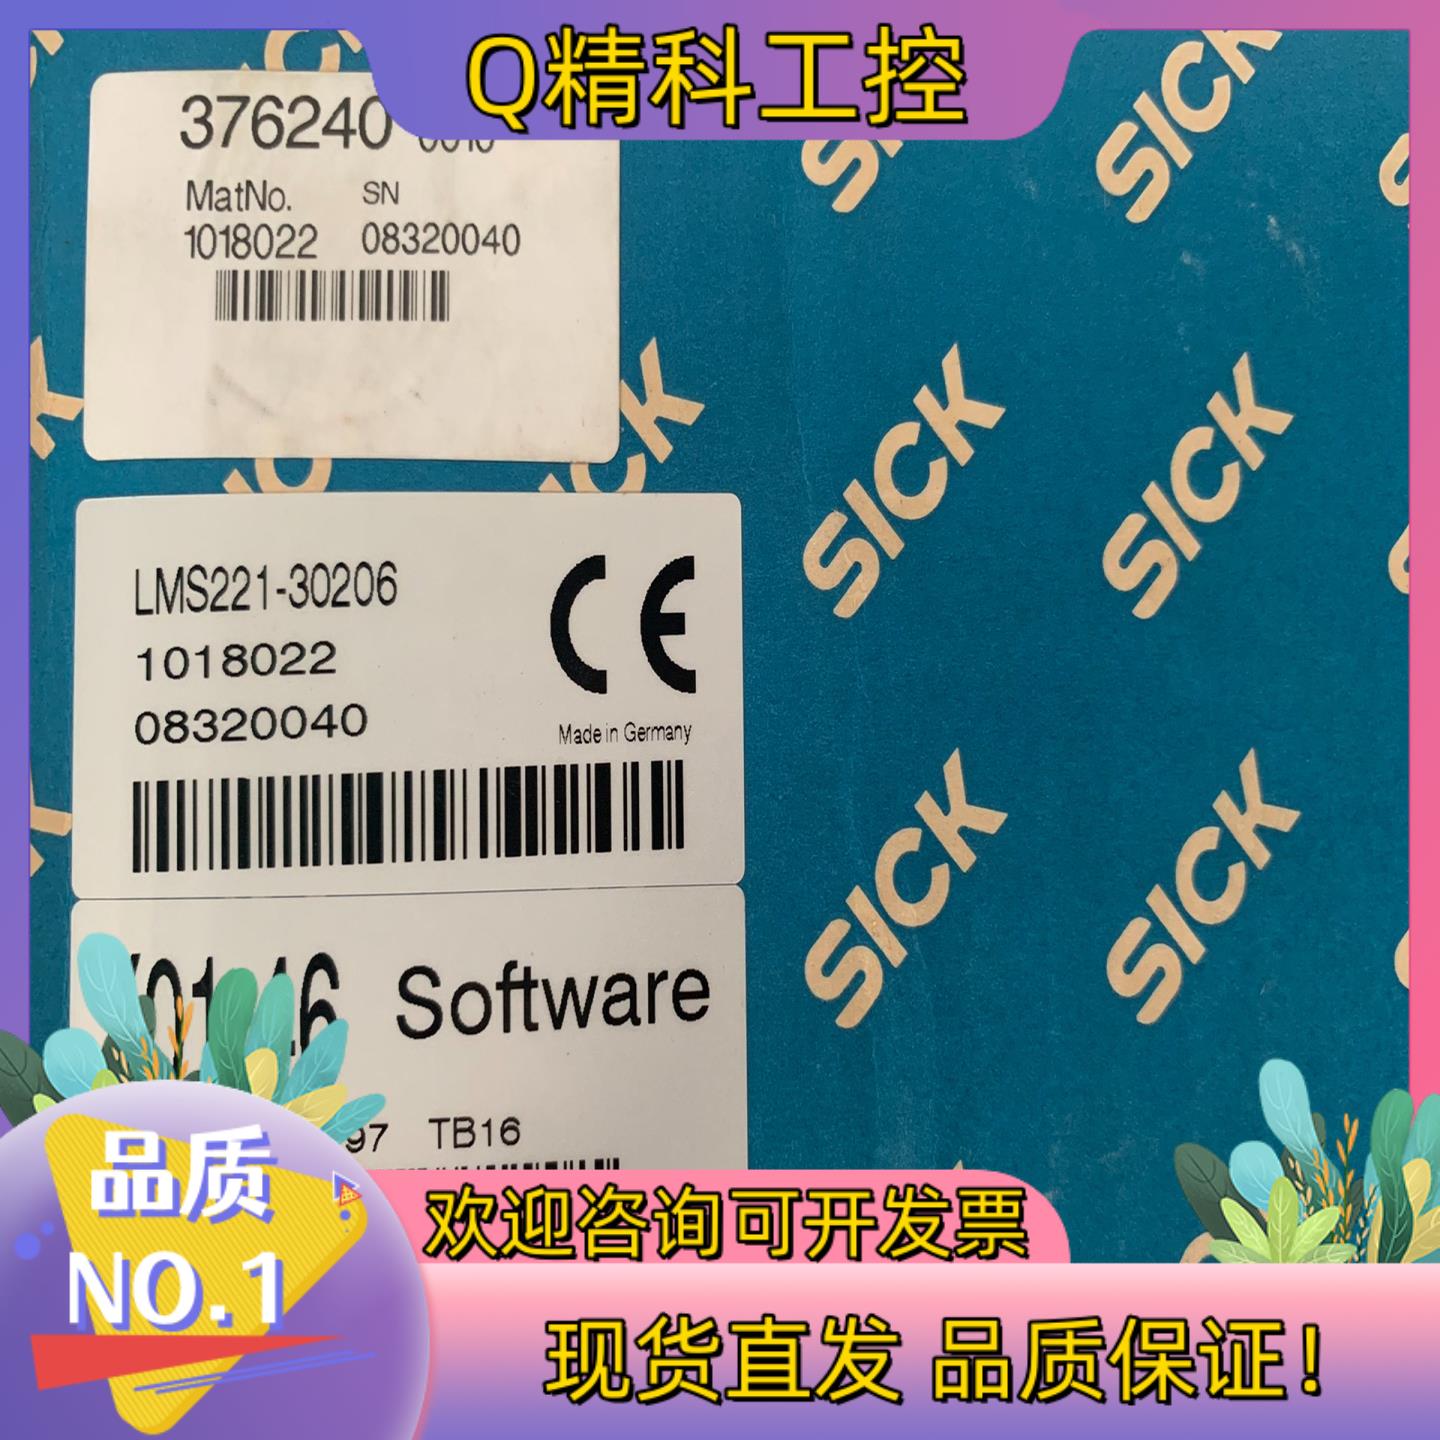 Q精科工控
376240
MatNo. SN
1018022 08320040
LMS221-30206
1018022
08320040
CE
Made in Germany
Software
97 TB16
SICK
SICK
SICK
SICK
SICK
品质
NO.1
欢迎咨询可开发票
现货直发 品质保证！